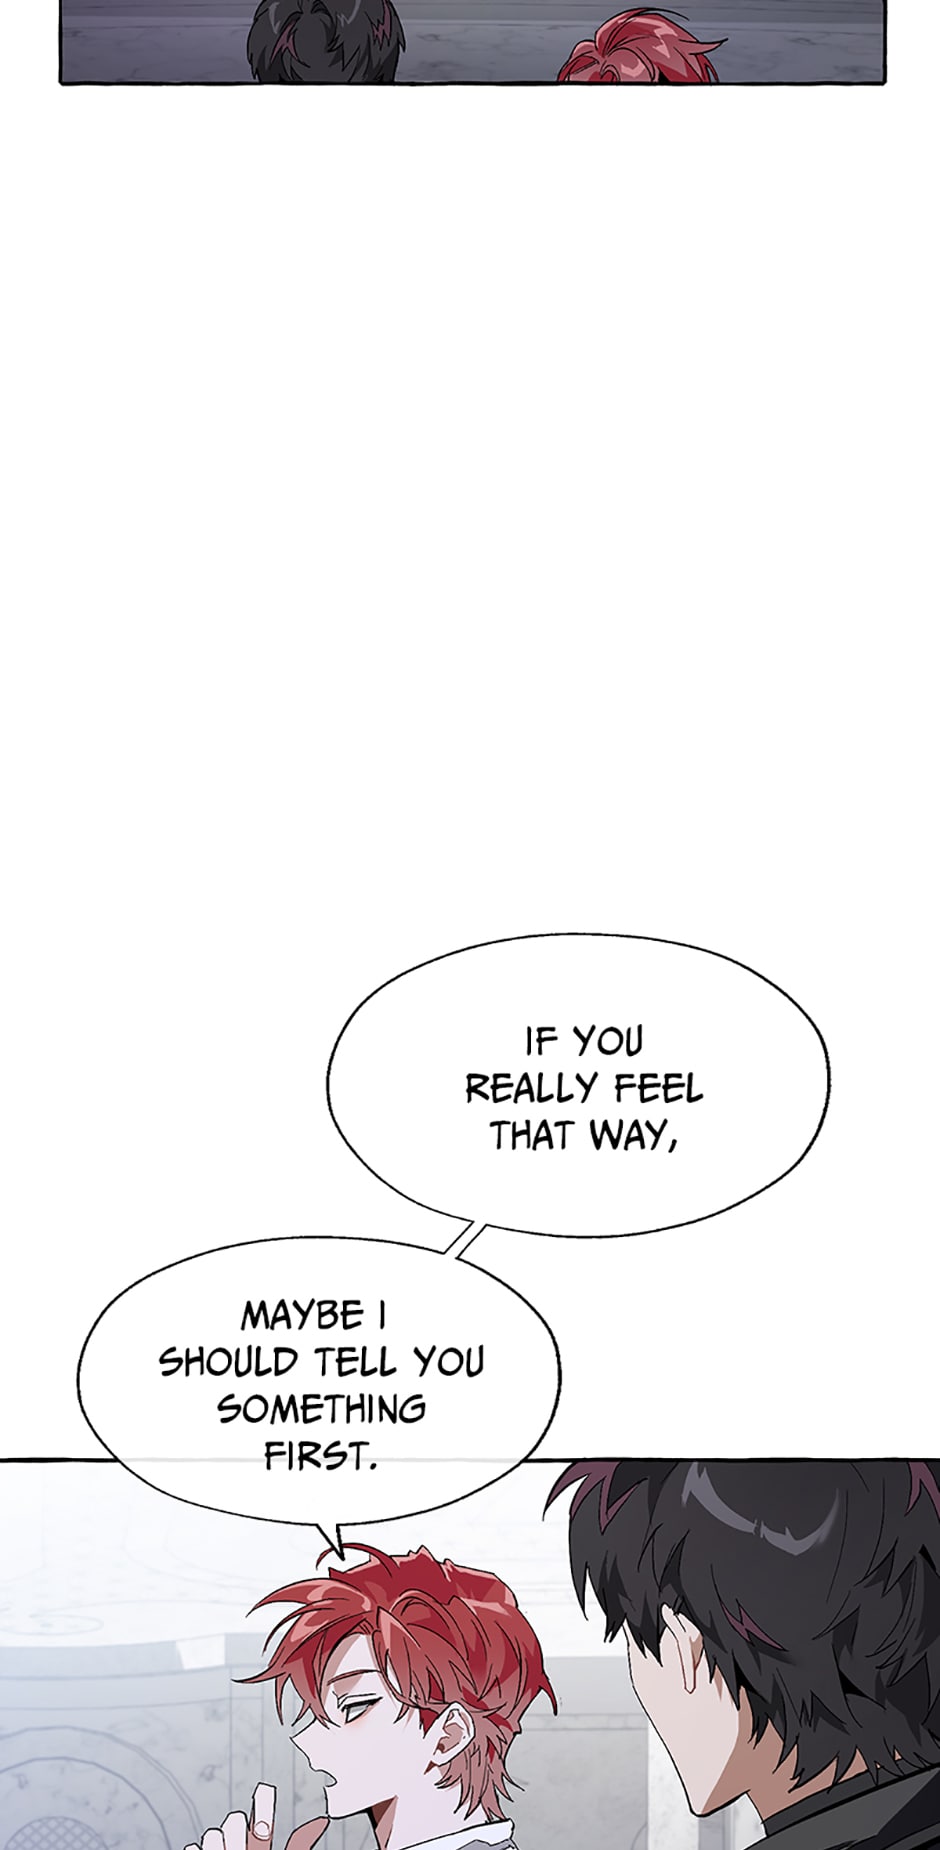 IF YOU
REALLY FEEL
THAT WAY,
MAYBE I
SHOULD TELL YOU
SOMETHING
FIRST.